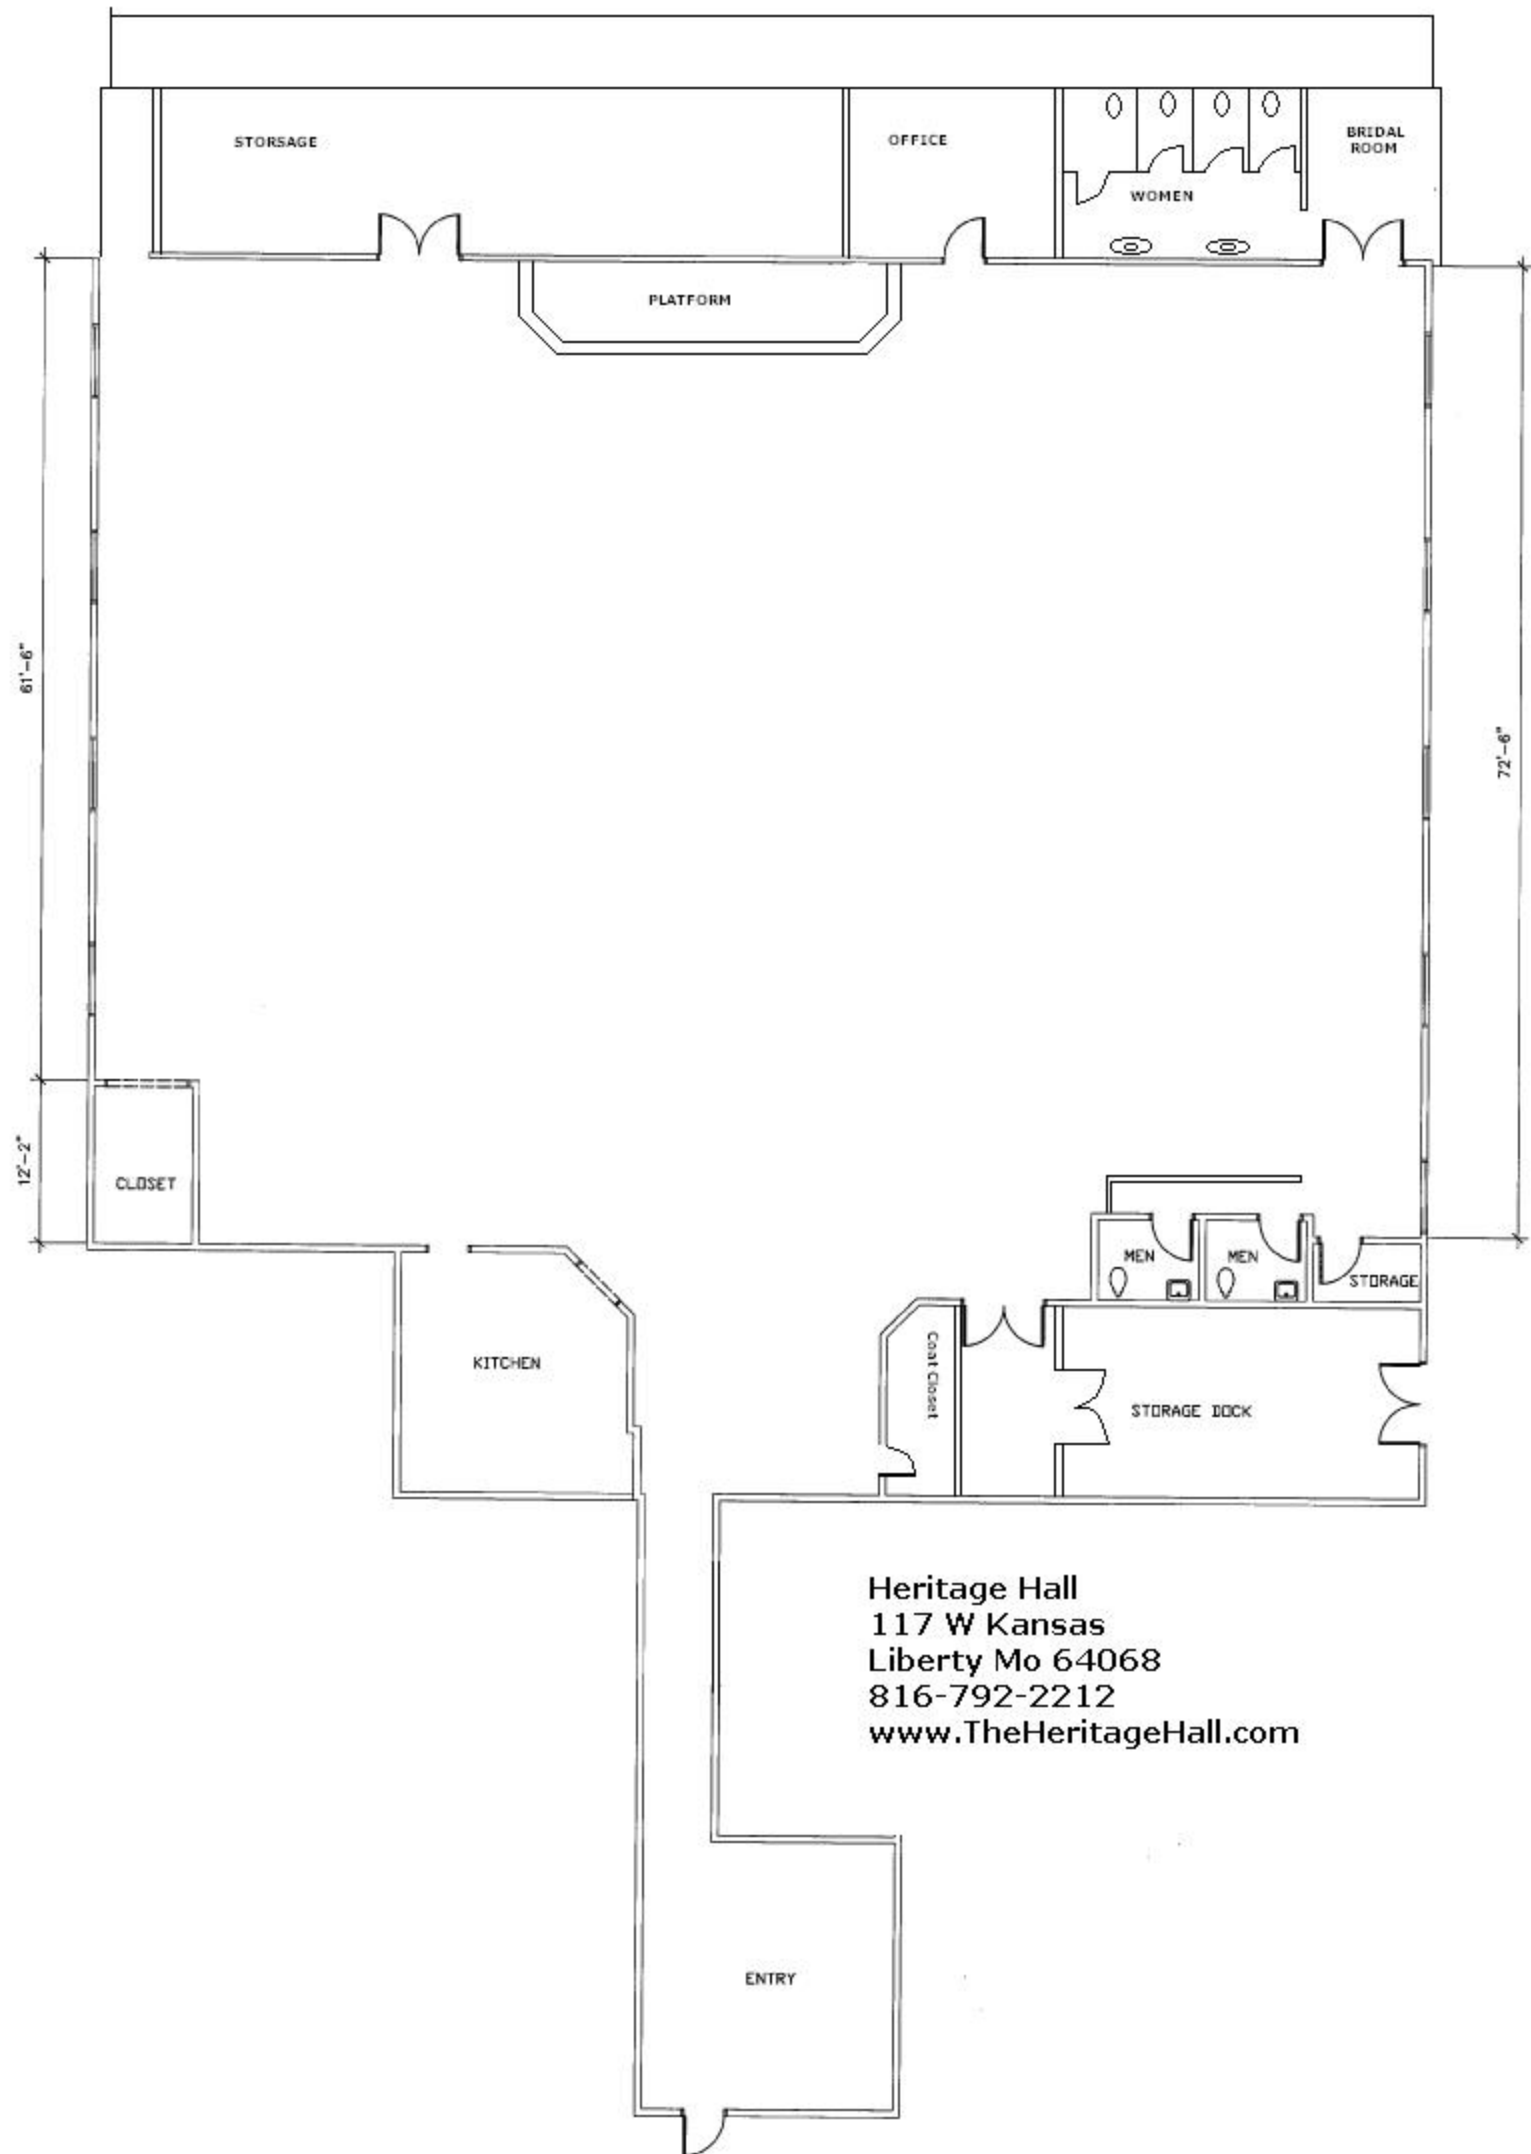 STORSAGE
OFFICE
BRIDAL
ROOM
WOMEN
PLATFORM
61'-6"
72'-6"
12'-2"
CLOSET
MEN
MEN
STORAGE
KITCHEN
Coat Closet
STORAGE DOCK
Heritage Hall
117 W Kansas
Liberty Mo 64068
816-792-2212
www.TheHeritageHall.com
ENTRY